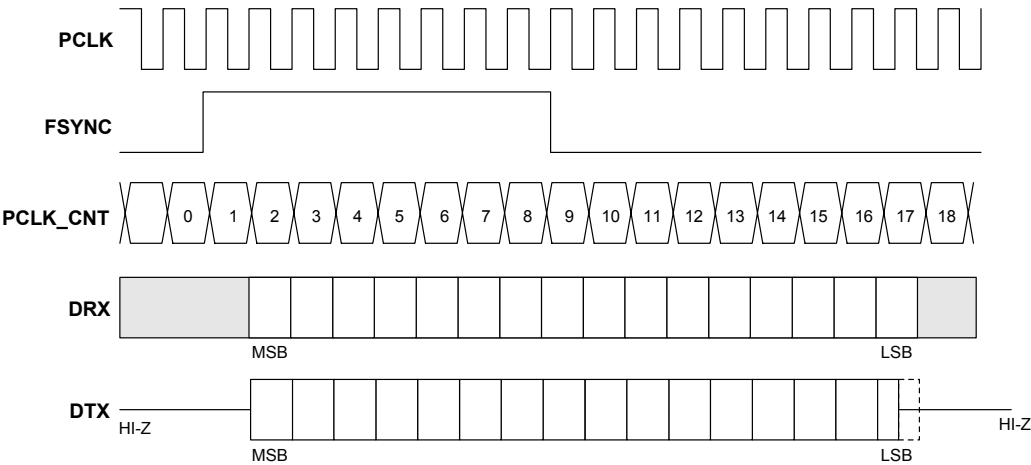 PCLK
FSYNC
PCLK_CNT 0 1 2 3 4 5 6 7 8 9 10 11 12 13 14 15 16 17 18
DRX
MSB LSB
DTX
HI-Z HI-Z
MSB LSB